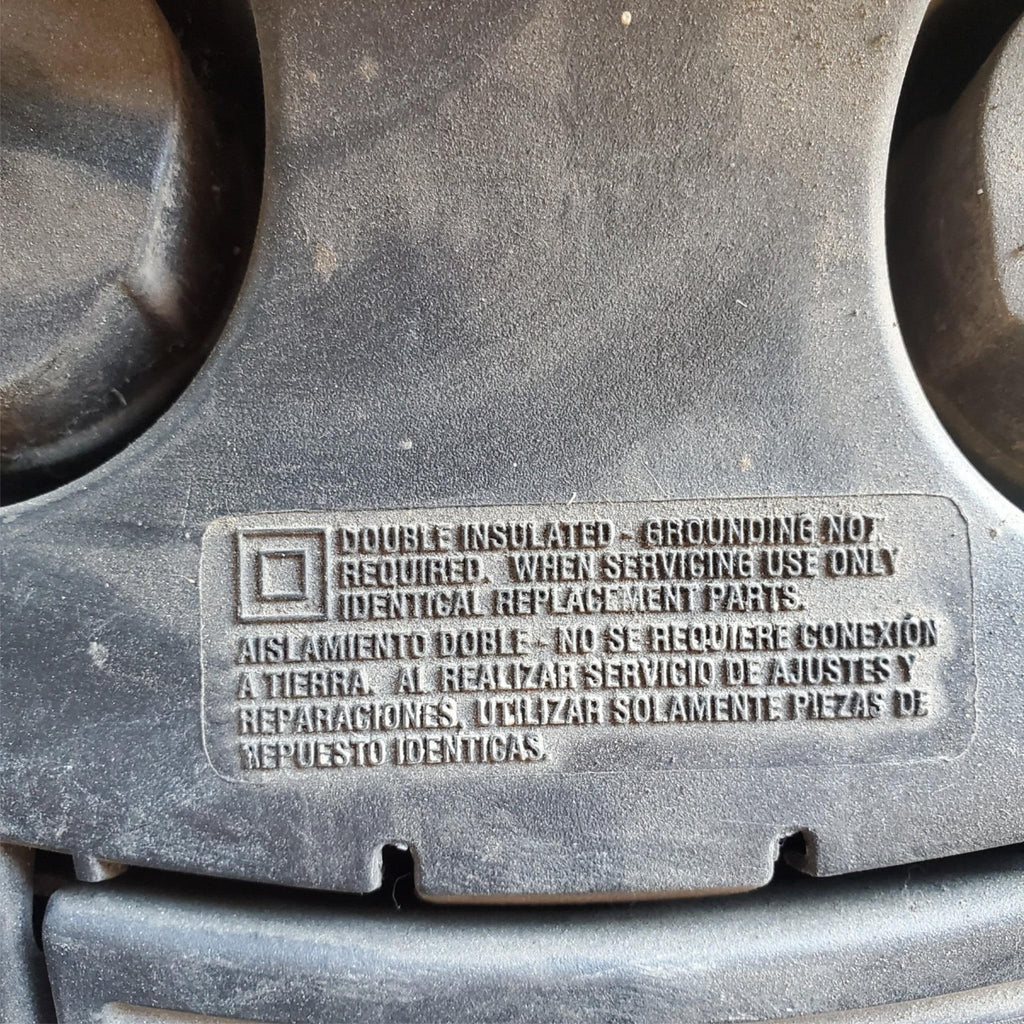 DOUBLE INSULATED - GROUNDING NOT
REQUIRED. WHEN SERVICING USE ONLY
IDENTICAL REPLACEMENT PARTS.
AISLAMIENTO DOBLE - NO SE REQUIERE CONEXIÓN
A TIERRA. AL REALIZAR SERVICIO DE AJUSTES Y
REPARACIONES, UTILIZAR SOLAMENTE PIEZAS DE
REPUESTO IDENTICAS.